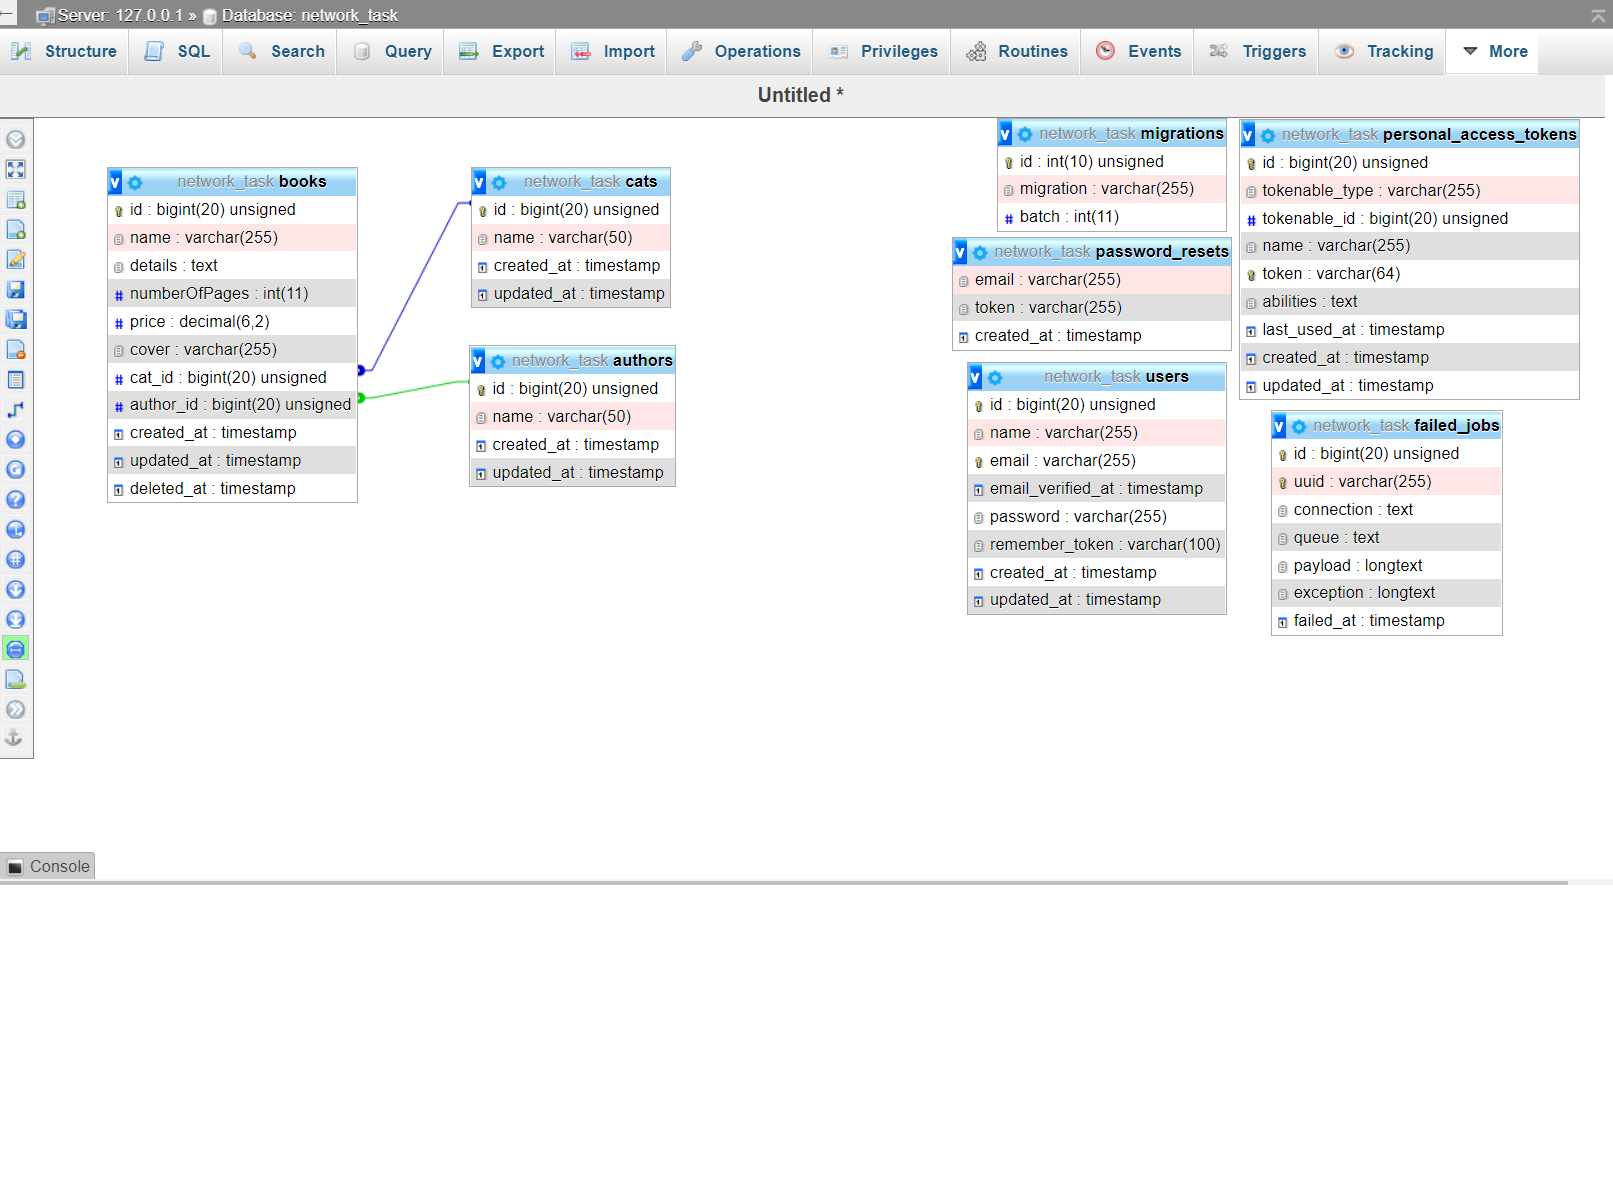 Server: 127.0.0.1 » Database: network_task
Structure SQL Search Query Export Import Operations Privileges Routines Events Triggers Tracking More
Untitled *
network_task books
id : bigint(20) unsigned
name : varchar(255)
details : text
numberOfPages : int(11)
price : decimal(6,2)
cover : varchar(255)
cat_id : bigint(20) unsigned
author_id : bigint(20) unsigned
created_at : timestamp
updated_at : timestamp
deleted_at : timestamp
network_task cats
id : bigint(20) unsigned
name : varchar(50)
created_at : timestamp
updated_at : timestamp
network_task authors
id : bigint(20) unsigned
name : varchar(50)
created_at : timestamp
updated_at : timestamp
network_task migrations
id : int(10) unsigned
migration : varchar(255)
batch : int(11)
network_task password_resets
email : varchar(255)
token : varchar(255)
created_at : timestamp
network_task users
id : bigint(20) unsigned
name : varchar(255)
email : varchar(255)
email_verified_at : timestamp
password : varchar(255)
remember_token : varchar(100)
created_at : timestamp
updated_at : timestamp
network_task personal_access_tokens
id : bigint(20) unsigned
tokenable_type : varchar(255)
tokenable_id : bigint(20) unsigned
name : varchar(255)
token : varchar(64)
abilities : text
last_used_at : timestamp
created_at : timestamp
updated_at : timestamp
network_task failed_jobs
id : bigint(20) unsigned
uuid : varchar(255)
connection : text
queue : text
payload : longtext
exception : longtext
failed_at : timestamp
Console